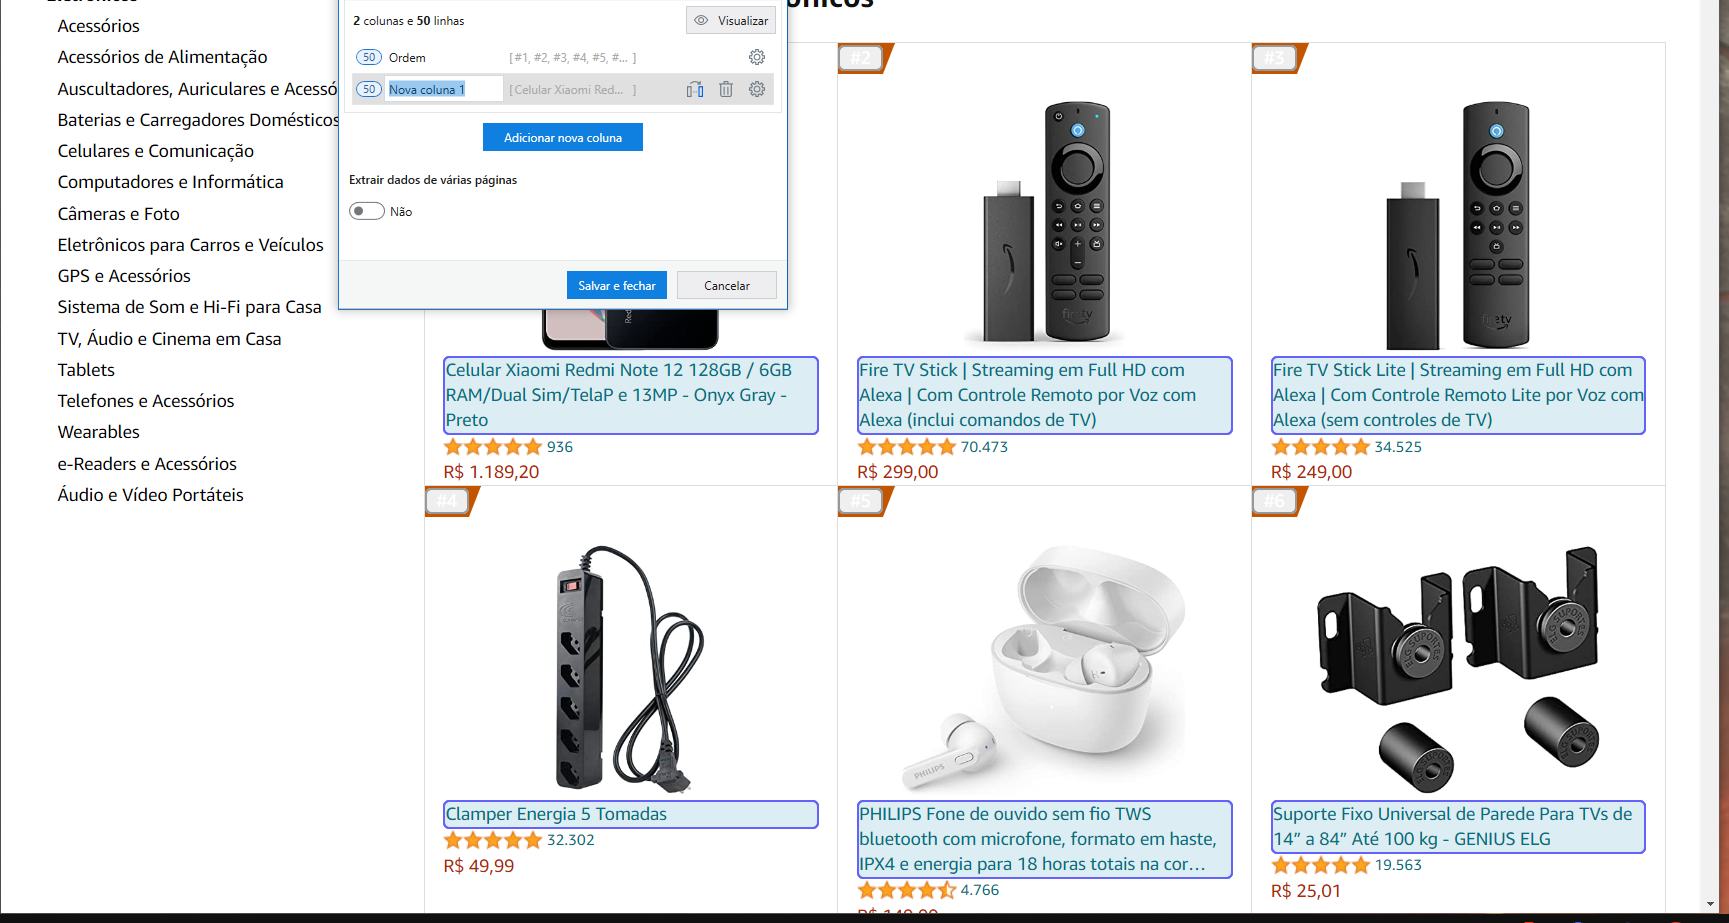 Acessórios
Acessórios de Alimentação
Auscultadores, Auriculares e Acessó
Baterias e Carregadores Domésticos
Celulares e Comunicação
Computadores e Informática
Câmeras e Foto
Eletrônicos para Carros e Veículos
GPS e Acessórios
Sistema de Som e Hi-Fi para Casa
TV, Áudio e Cinema em Casa
Tablets
Telefones e Acessórios
Wearables
e-Readers e Acessórios
Áudio e Vídeo Portáteis
2 colunas e 50 linhas
Visualizar
50 Ordem [ #1, #2, #3, #4, #5, #... ]
50 Nova coluna 1 [ Celular Xiaomi Red... ]
Adicionar nova coluna
Extrair dados de várias páginas
Não
Salvar e fechar
Cancelar
ônicos
Celular Xiaomi Redmi Note 12 128GB / 6GB
RAM/Dual Sim/TelaP e 13MP - Onyx Gray -
Preto
936
R$ 1.189,20
#2
firetv
Fire TV Stick | Streaming em Full HD com
Alexa | Com Controle Remoto por Voz com
Alexa (inclui comandos de TV)
70.473
R$ 299,00
#3
firetv
Fire TV Stick Lite | Streaming em Full HD com
Alexa | Com Controle Remoto Lite por Voz com
Alexa (sem controles de TV)
34.525
R$ 249,00
#4
Clamper Energia 5 Tomadas
32.302
R$ 49,99
#5
PHILIPS
PHILIPS Fone de ouvido sem fio TWS
bluetooth com microfone, formato em haste,
IPX4 e energia para 18 horas totais na cor…
4.766
#6
ELG SUPORTES
ELG SUPORTES
Suporte Fixo Universal de Parede Para TVs de
14” a 84” Até 100 kg - GENIUS ELG
19.563
R$ 25,01